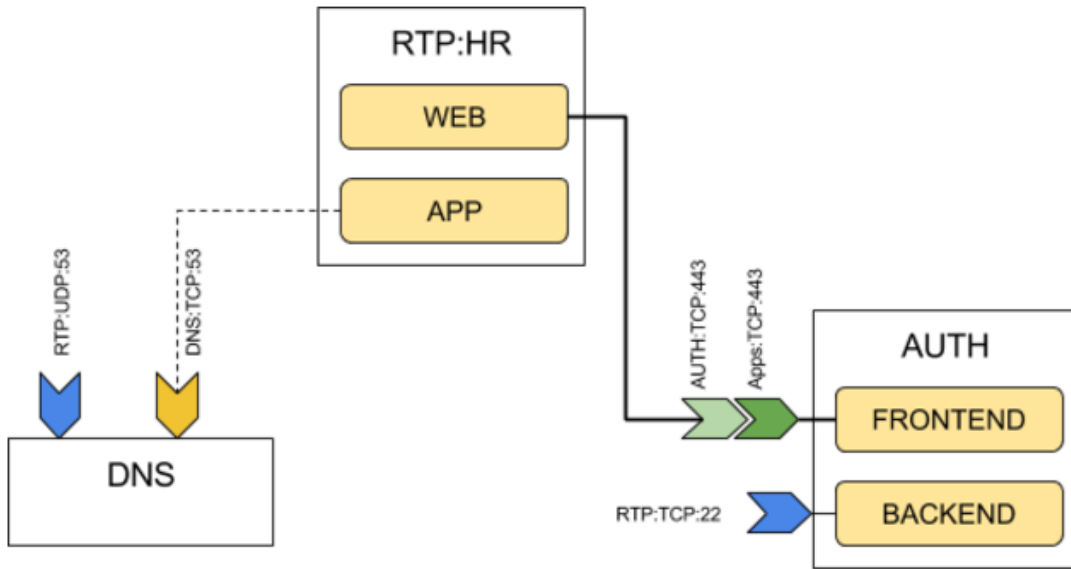 RTP:HR
WEB
APP
RTP:UDP:53
DNS:TCP:53
DNS
AUTH:TCP:443
Apps:TCP:443
AUTH
FRONTEND
RTP:TCP:22
BACKEND